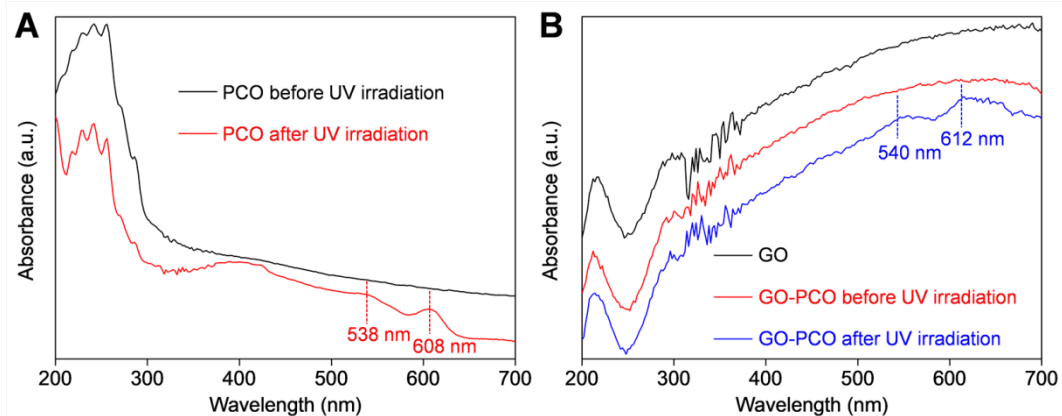 A
PCO before UV irradiation
PCO after UV irradiation
538 nm
608 nm
Absorbance (a.u.)
200 300 400 500 600 700
Wavelength (nm)
B
540 nm
612 nm
GO
GO-PCO before UV irradiation
GO-PCO after UV irradiation
Absorbance (a.u.)
200 300 400 500 600 700
Wavelength (nm)